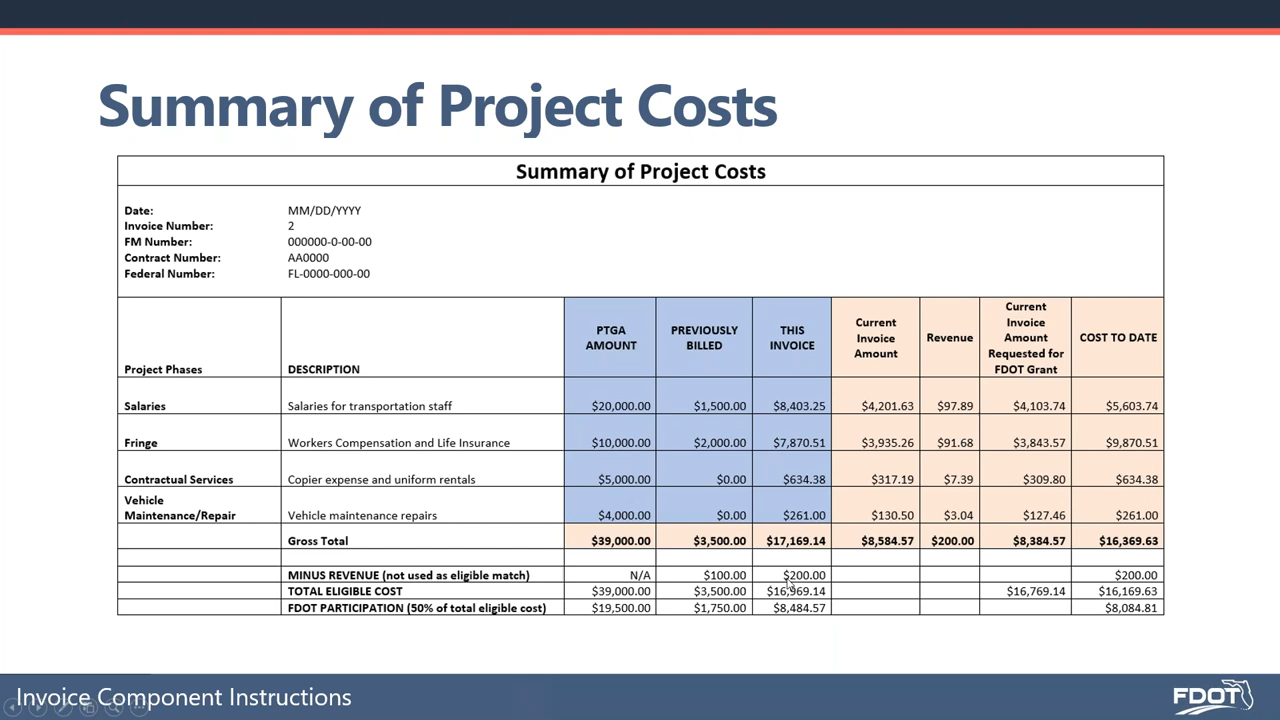 Summary of Project Costs
Summary of Project Costs
Date: MM/DD/YYYY
Invoice Number: 2
FM Number: 000000-0-00-00
Contract Number: AA0000
Federal Number: FL-0000-000-00
Project Phases DESCRIPTION PTGA AMOUNT PREVIOUSLY BILLED THIS INVOICE Current Invoice Amount Revenue Current Invoice Amount Requested for FDOT Grant COST TO DATE
Salaries Salaries for transportation staff $20,000.00 $1,500.00 $8,403.25 $4,201.63 $97.89 $4,103.74 $5,603.74
Fringe Workers Compensation and Life Insurance $10,000.00 $2,000.00 $7,870.51 $3,935.26 $91.68 $3,843.57 $9,870.51
Contractual Services Copier expense and uniform rentals $5,000.00 $0.00 $634.38 $317.19 $7.39 $309.80 $634.38
Vehicle Maintenance/Repair Vehicle maintenance repairs $4,000.00 $0.00 $261.00 $130.50 $3.04 $127.46 $261.00
Gross Total $39,000.00 $3,500.00 $17,169.14 $8,584.57 $200.00 $8,384.57 $16,369.63
MINUS REVENUE (not used as eligible match) N/A $100.00 $200.00 $200.00
TOTAL ELIGIBLE COST $39,000.00 $3,500.00 $16,969.14 $16,769.14 $16,169.63
FDOT PARTICIPATION (50% of total eligible cost) $19,500.00 $1,750.00 $8,484.57 $8,084.81
Invoice Component Instructions
FDOT